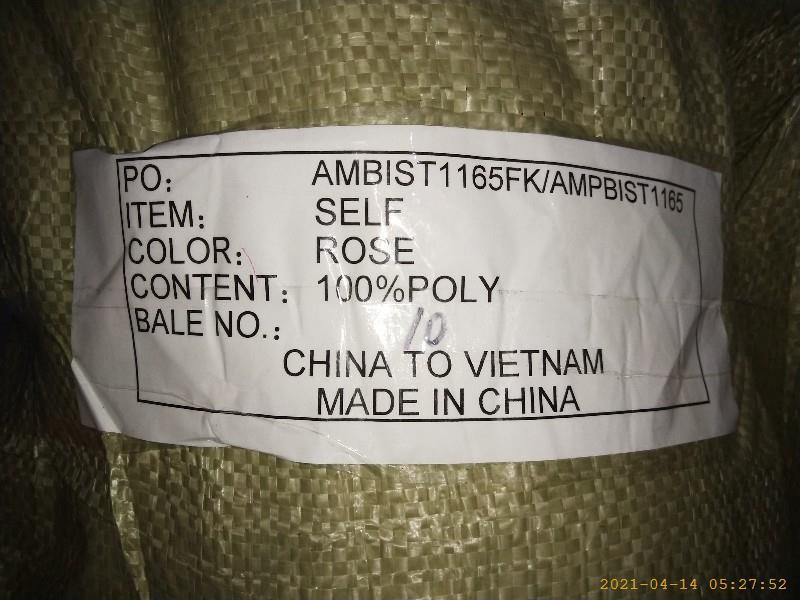 PO： AMBIST1165FK/AMPBIST1165
ITEM： SELF
COLOR： ROSE
CONTENT： 100%POLY
BALE NO.： 10
CHINA TO VIETNAM
MADE IN CHINA
2021-04-14 05:27:52